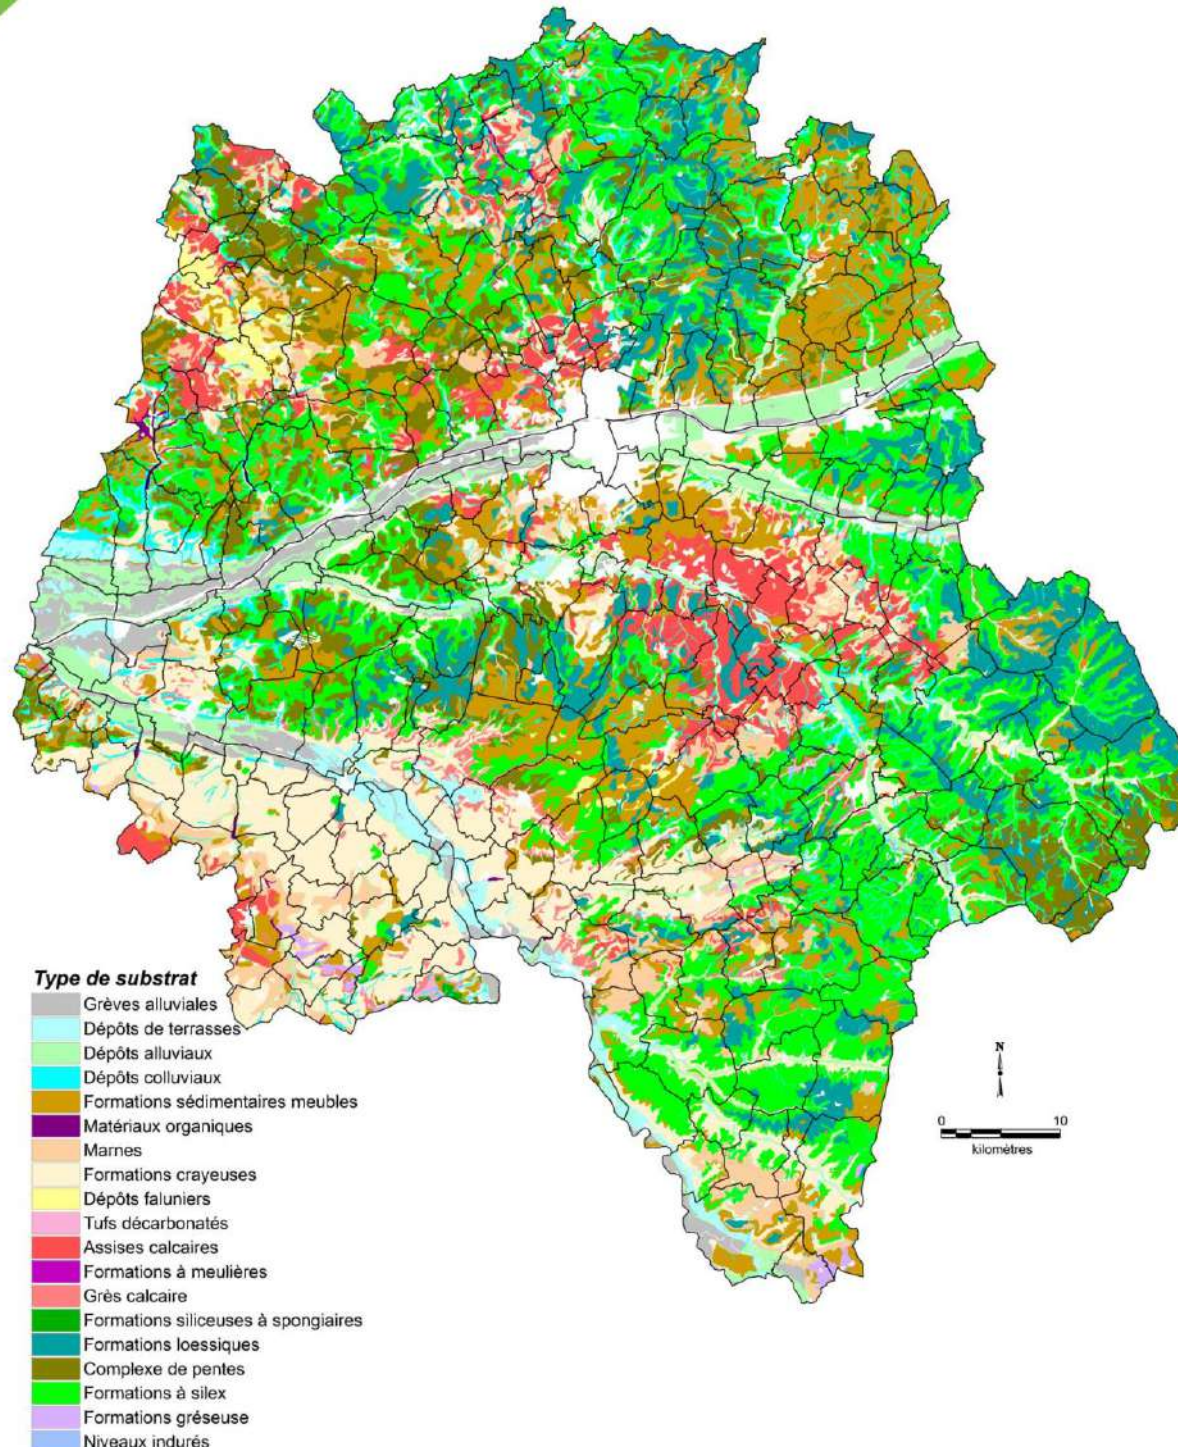 Type de substrat
Grèves alluviales
Dépôts de terrasses
Dépôts alluviaux
Dépôts colluviaux
Formations sédimentaires meubles
Matériaux organiques
Marnes
Formations crayeuses
Dépôts faluniers
Tufs décarbonatés
Assises calcaires
Formations à meulières
Grès calcaire
Formations siliceuses à spongiaires
Formations loessiques
Complexe de pentes
Formations à silex
Formations gréseuse
Niveaux indurés
N
0 10
kilomètres